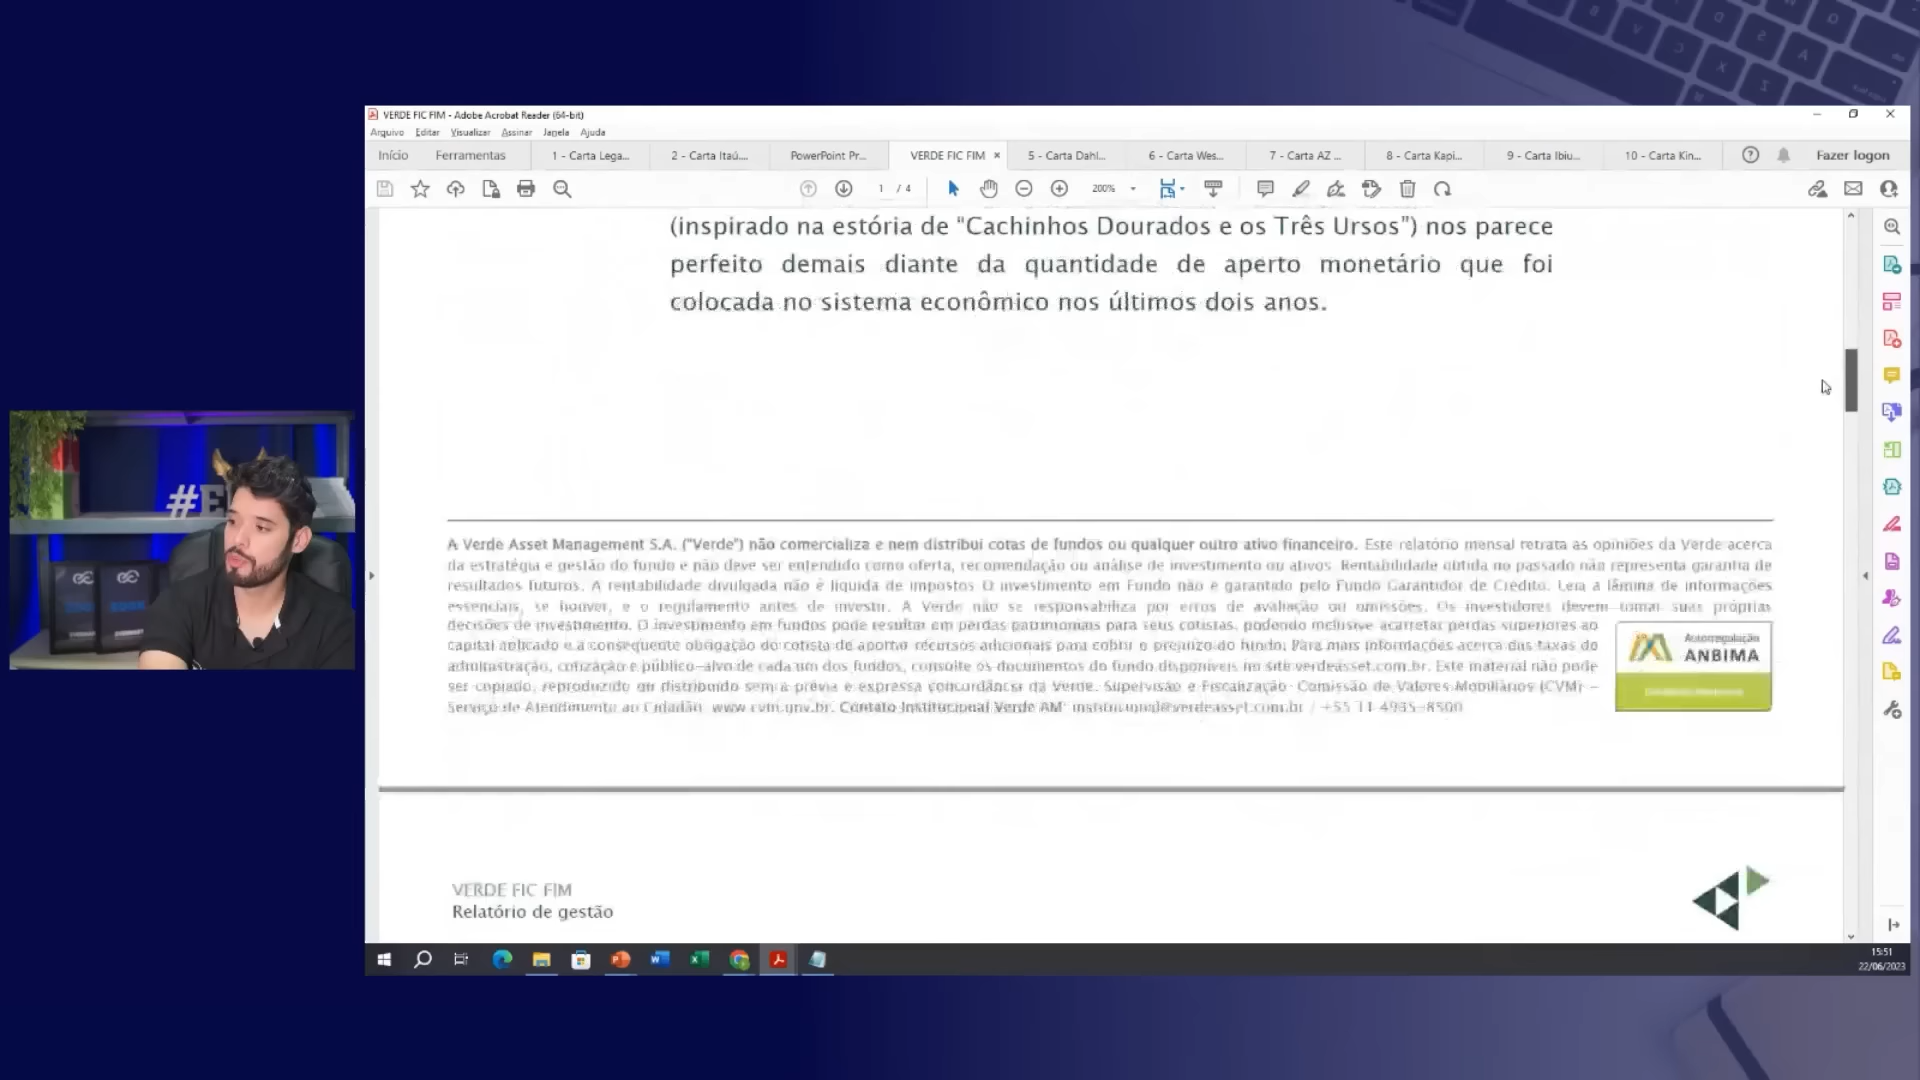 VERDE FIC FIM - Adobe Acrobat Reader (64-bit)
Arquivo Editar Visualizar Assinar Janela Ajuda
Início Ferramentas 1 - Carta Lega... 2 - Carta Itaú,... PowerPoint Pr... VERDE FIC FIM × 5 - Carta Dahl... 6 - Carta Wes... 7 - Carta AZ ... 8 - Carta Kapi... 9 - Carta Ibiu... 10 - Carta Kin... Fazer logon
1 / 4 200%
(inspirado na estória de “Cachinhos Dourados e os Três Ursos”) nos parece
perfeito demais diante da quantidade de aperto monetário que foi
colocada no sistema econômico nos últimos dois anos.
#E
A Verde Asset Management S.A. ("Verde") não comercializa e nem distribui cotas de fundos ou qualquer outro ativo financeiro. Este relatório mensal retrata as opiniões da Verde acerca
da estratégia e gestão do fundo e não deve ser entendido como oferta, recomendação ou análise de investimento ou ativos. Rentabilidade obtida no passado não representa garantia de
resultados futuros. A rentabilidade divulgada não é líquida de impostos. O investimento em Fundo não é garantido pelo Fundo Garantidor de Crédito. Leia a lâmina de informações
essenciais, se houver, e o regulamento antes de investir. A Verde não se responsabiliza por erros de avaliação ou omissões. Os investidores devem tomar suas próprias
decisões de investimento. O investimento em fundos pode resultar em perdas patrimoniais para seus cotistas, podendo inclusive acarretar perdas superiores ao
capital aplicado e a consequente obrigação do cotista de aportar recursos adicionais para cobrir o prejuízo do fundo. Para mais informações acerca das taxas de
administração, cotização e público-alvo de cada um dos fundos, consulte os documentos do fundo disponíveis no site verdeasset.com.br. Este material não pode
ser copiado, reproduzido ou distribuído sem a prévia e expressa concordância da Verde. Supervisão e Fiscalização: Comissão de Valores Mobiliários (CVM) –
Serviço de Atendimento ao Cidadão www.cvm.gov.br. Contato Institucional Verde AM: institucional@verdeasset.com.br / +55 11 4935-8500
Autorregulação
ANBIMA
VERDE FIC FIM
Relatório de gestão
15:51
22/06/2023